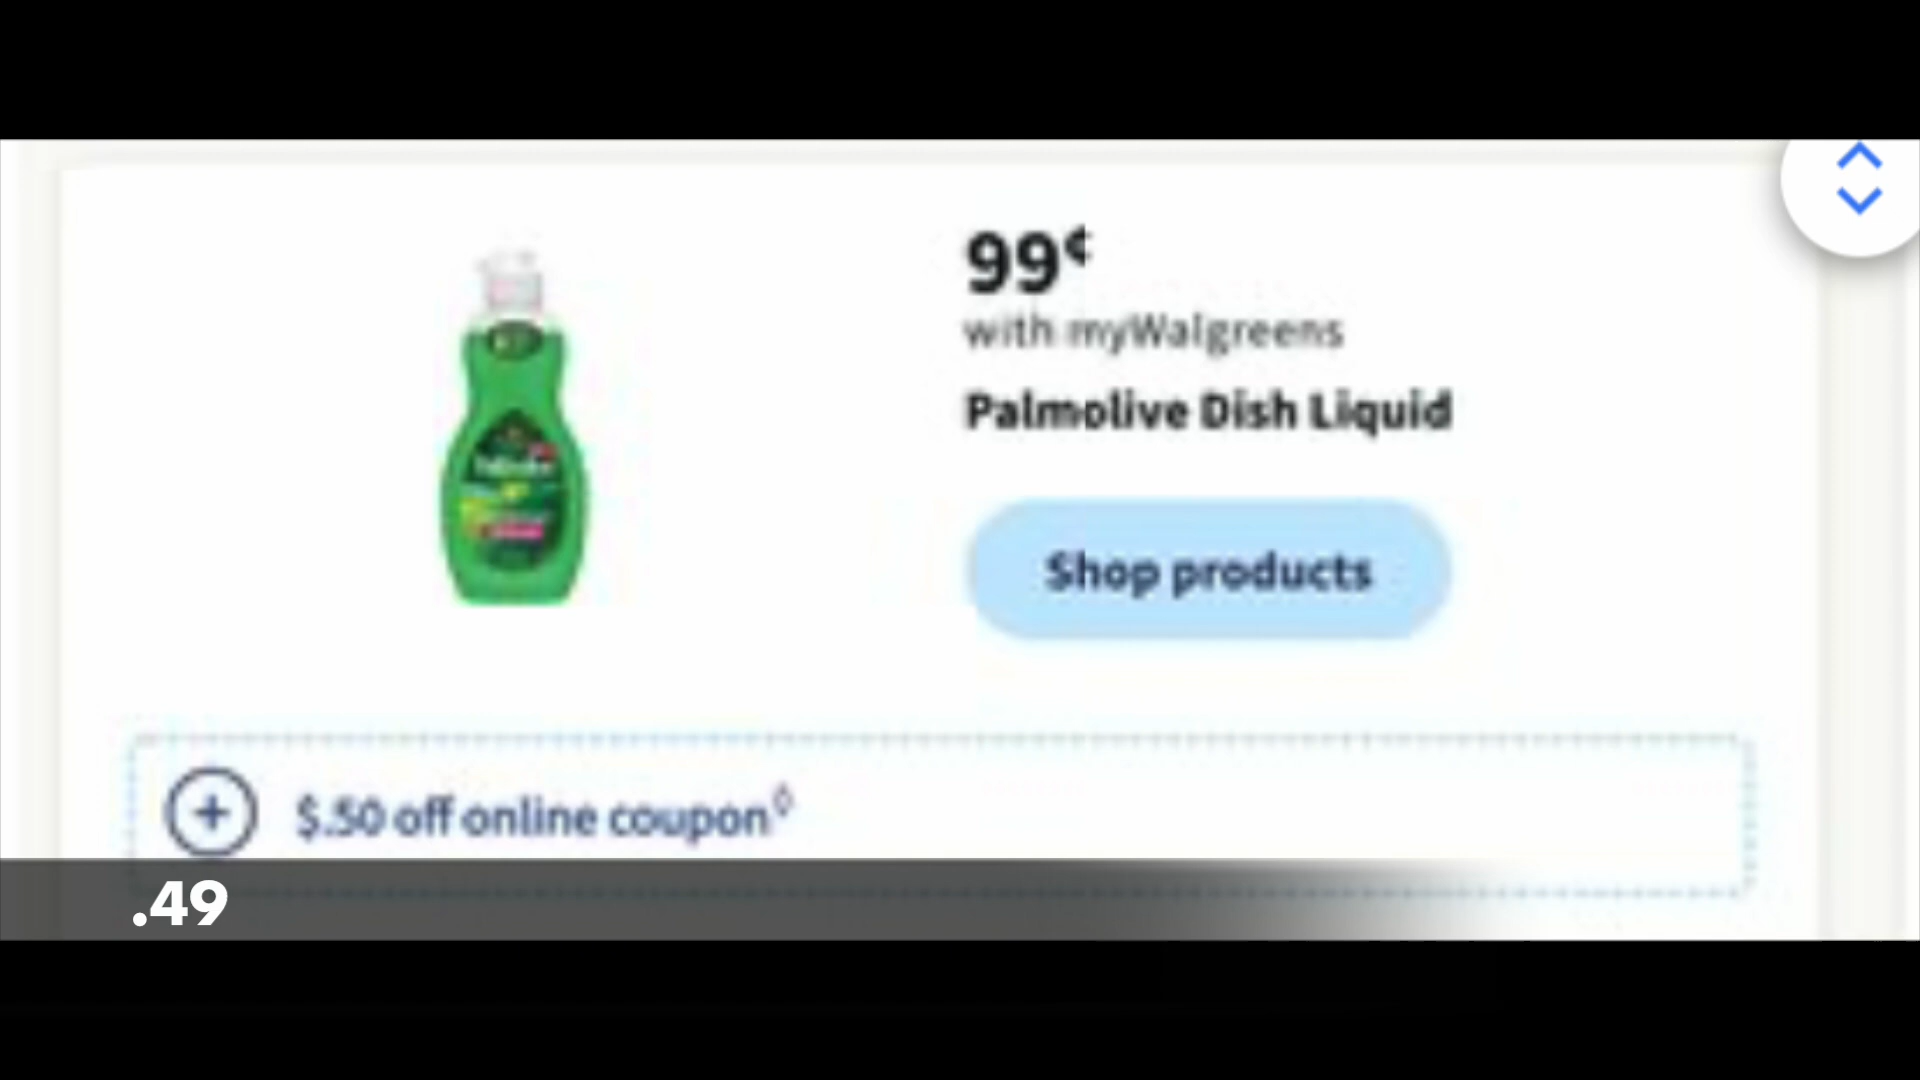 99¢
with myWalgreens
Palmolive Dish Liquid
Shop products
$.50 off online coupon◊
.49